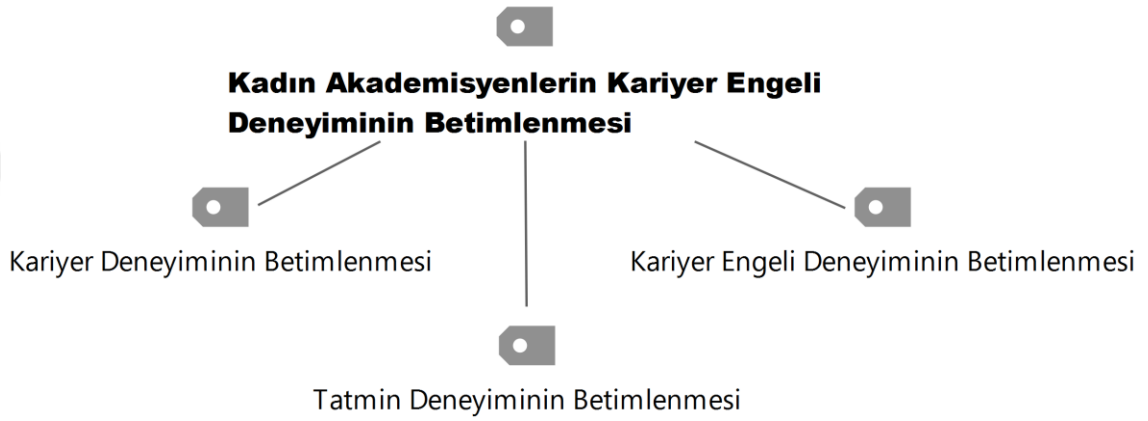 Kadın Akademisyenlerin Kariyer Engeli
Deneyiminin Betimlenmesi
Kariyer Deneyiminin Betimlenmesi
Kariyer Engeli Deneyiminin Betimlenmesi
Tatmin Deneyiminin Betimlenmesi